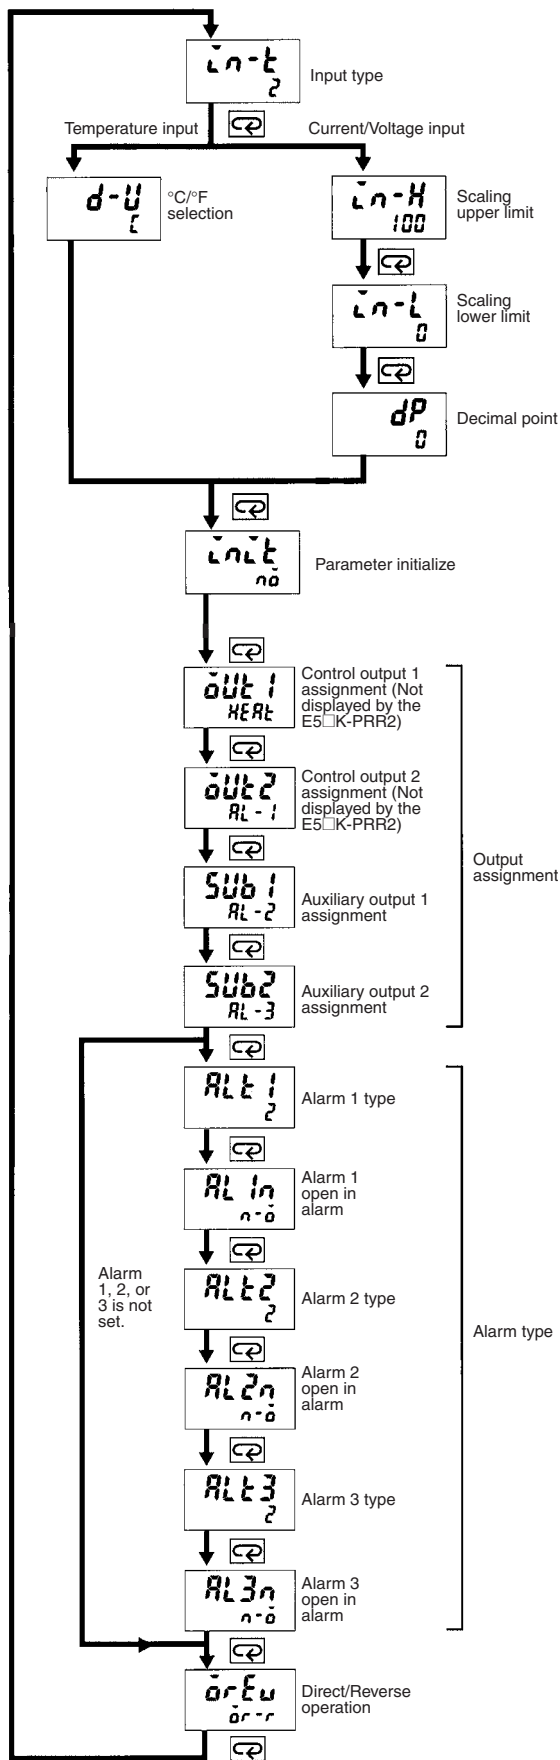 in-t
2
Input type
Temperature input
Current/Voltage input
d-U
C
°C/°F
selection
in-H
100
Scaling
upper limit
in-L
0
Scaling
lower limit
dP
0
Decimal point
init
no
Parameter initialize
oUt1
HEAt
Control output 1
assignment (Not
displayed by the
E5□K-PRR2)
oUt2
AL-1
Control output 2
assignment (Not
displayed by the
E5□K-PRR2)
SUb1
AL-2
Auxiliary output 1
assignment
SUb2
AL-3
Auxiliary output 2
assignment
Output
assignment
ALt1
2
Alarm 1 type
AL1n
n-o
Alarm 1
open in
alarm
ALt2
2
Alarm 2 type
Alarm
1, 2, or
3 is not
set.
AL2n
n-o
Alarm 2
open in
alarm
Alarm type
ALt3
2
Alarm 3 type
AL3n
n-o
Alarm 3
open in
alarm
orEu
or-r
Direct/Reverse
operation